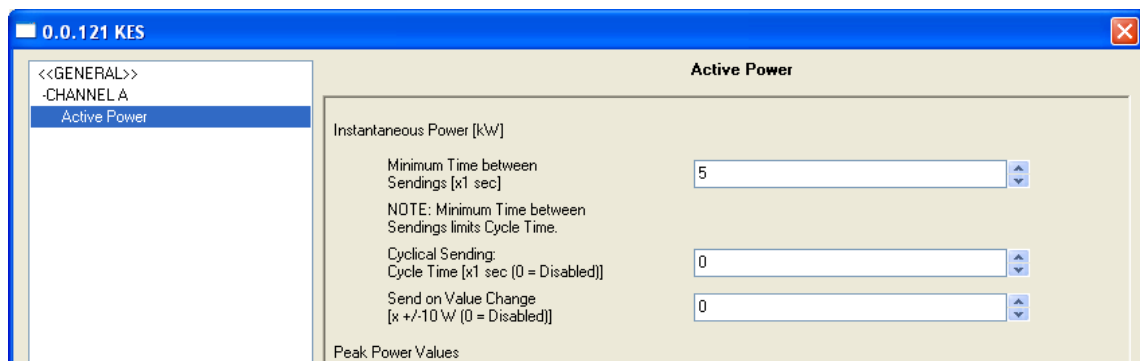 0.0.121 KES
<<GENERAL>>
-CHANNEL A
Active Power
Active Power
Instantaneous Power [kW]
Minimum Time between
Sendings [x1 sec]
5
NOTE: Minimum Time between
Sendings limits Cycle Time.
Cyclical Sending:
Cycle Time [x1 sec (0 = Disabled)]
0
Send on Value Change
[x +/-10 W (0 = Disabled)]
0
Peak Power Values